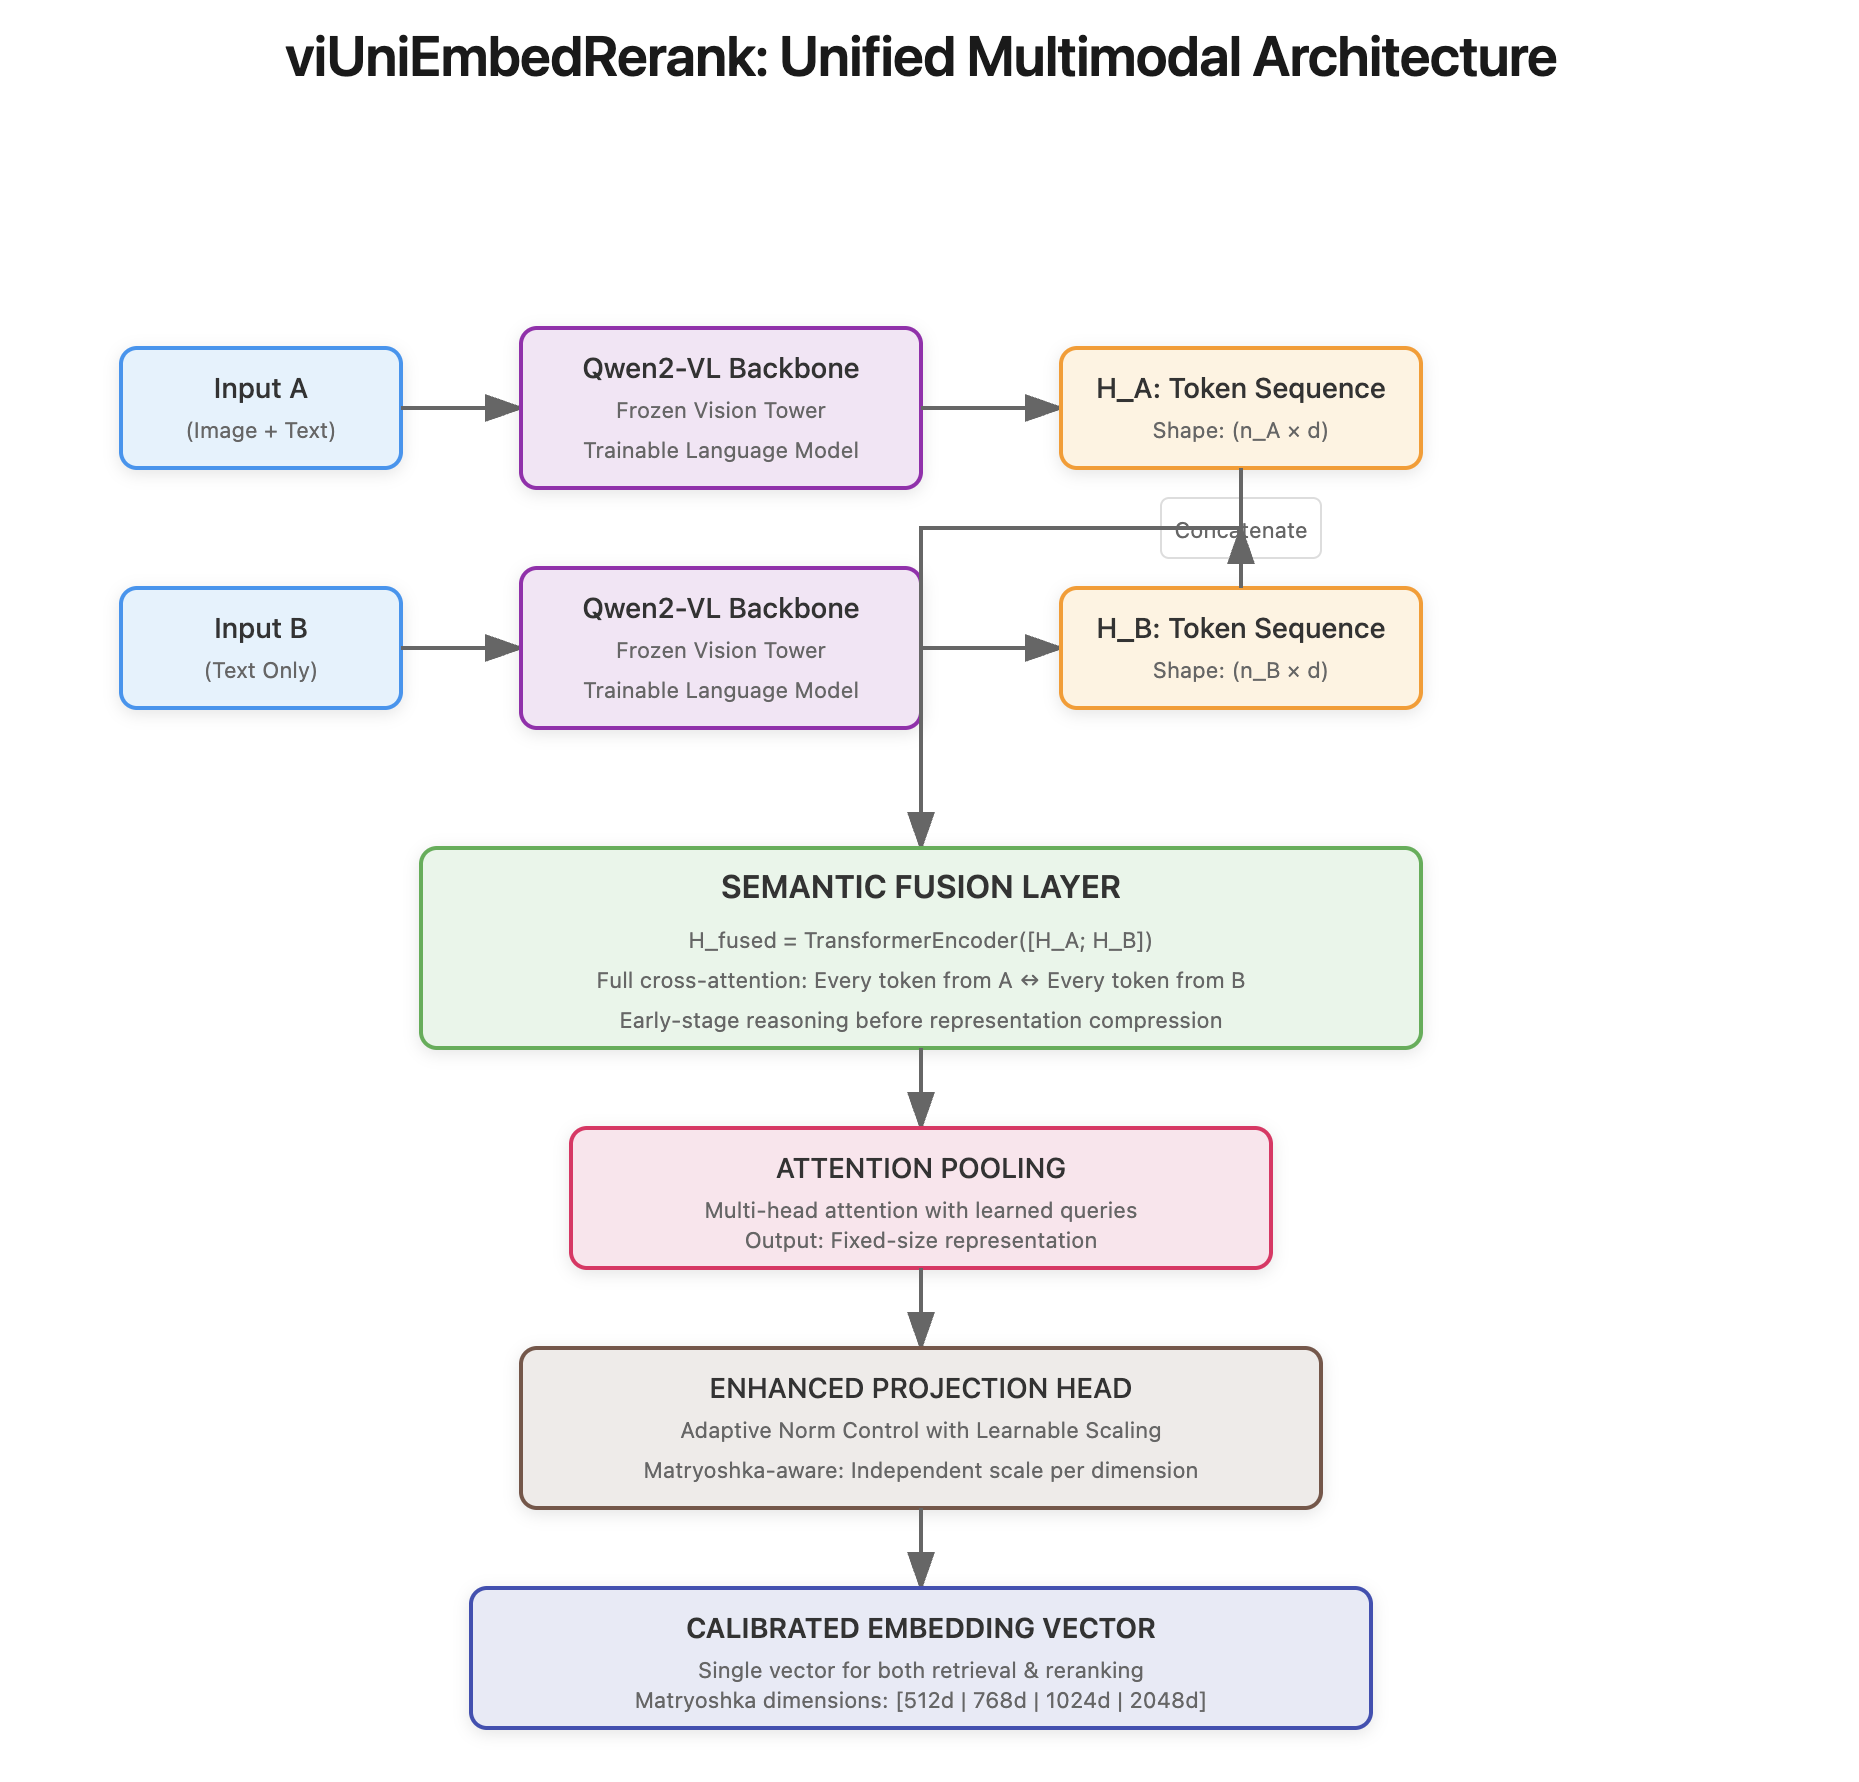 viUniEmbedRerank: Unified Multimodal Architecture
Input A
(Image + Text)
Qwen2-VL Backbone
Frozen Vision Tower
Trainable Language Model
H_A: Token Sequence
Shape: (n_A × d)
Concatenate
Input B
(Text Only)
Qwen2-VL Backbone
Frozen Vision Tower
Trainable Language Model
H_B: Token Sequence
Shape: (n_B × d)
SEMANTIC FUSION LAYER
H_fused = TransformerEncoder([H_A; H_B])
Full cross-attention: Every token from A ↔ Every token from B
Early-stage reasoning before representation compression
ATTENTION POOLING
Multi-head attention with learned queries
Output: Fixed-size representation
ENHANCED PROJECTION HEAD
Adaptive Norm Control with Learnable Scaling
Matryoshka-aware: Independent scale per dimension
CALIBRATED EMBEDDING VECTOR
Single vector for both retrieval & reranking
Matryoshka dimensions: [512d | 768d | 1024d | 2048d]